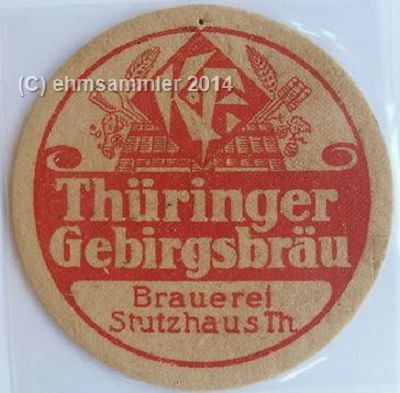 (C) ehmsammler 2014
Thüringer
Gebirgsbräu
Brauerei
Stutzhaus Th.